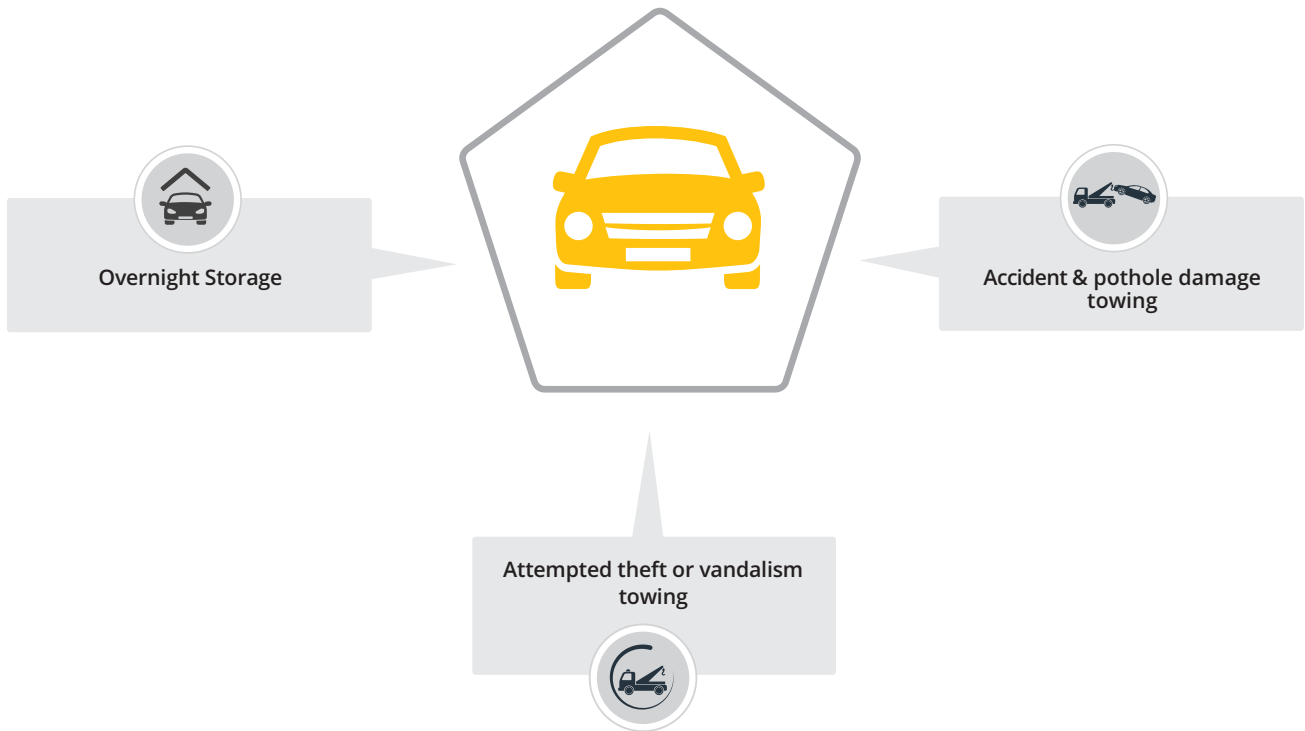 Overnight Storage
Accident & pothole damage
towing
Attempted theft or vandalism
towing